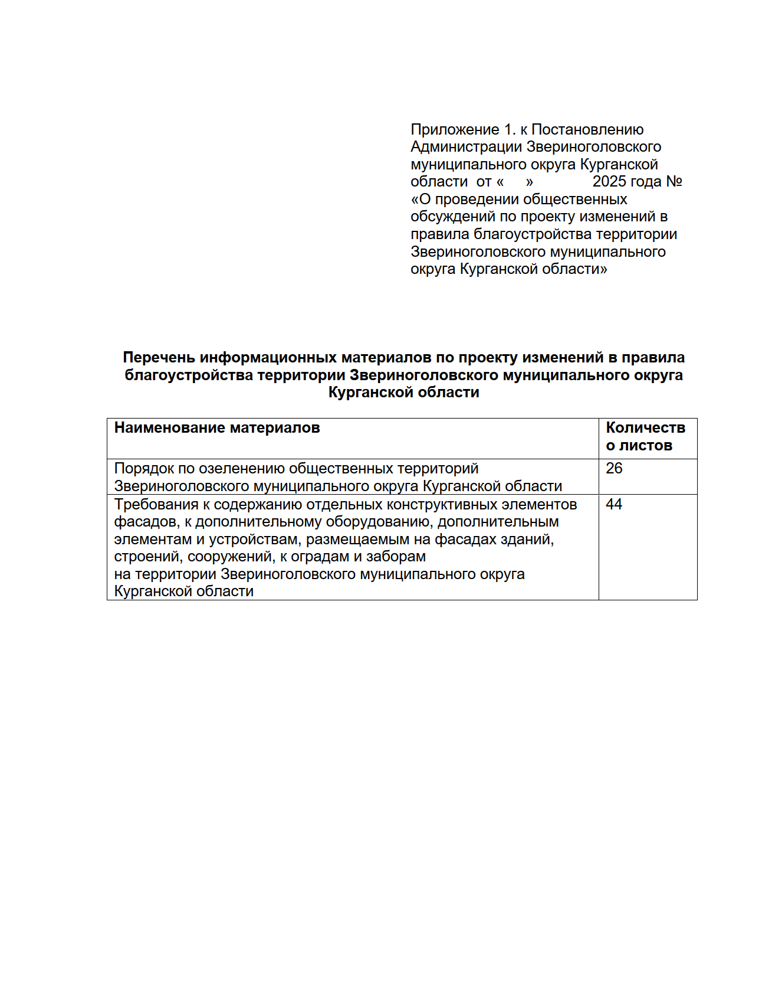 Приложение 1. к Постановлению
Администрации Звериноголовского
муниципального округа Курганской
области  от «     »              2025 года №
«О проведении общественных
обсуждений по проекту изменений в
правила благоустройства территории
Звериноголовского муниципального
округа Курганской области»
Перечень информационных материалов по проекту изменений в правила
благоустройства территории Звериноголовского муниципального округа
Курганской области
Наименование материалов
Количеств
о листов
Порядок по озеленению общественных территорий
Звериноголовского муниципального округа Курганской области
26
Требования к содержанию отдельных конструктивных элементов
фасадов, к дополнительному оборудованию, дополнительным
элементам и устройствам, размещаемым на фасадах зданий,
строений, сооружений, к оградам и заборам
на территории Звериноголовского муниципального округа
Курганской области
44